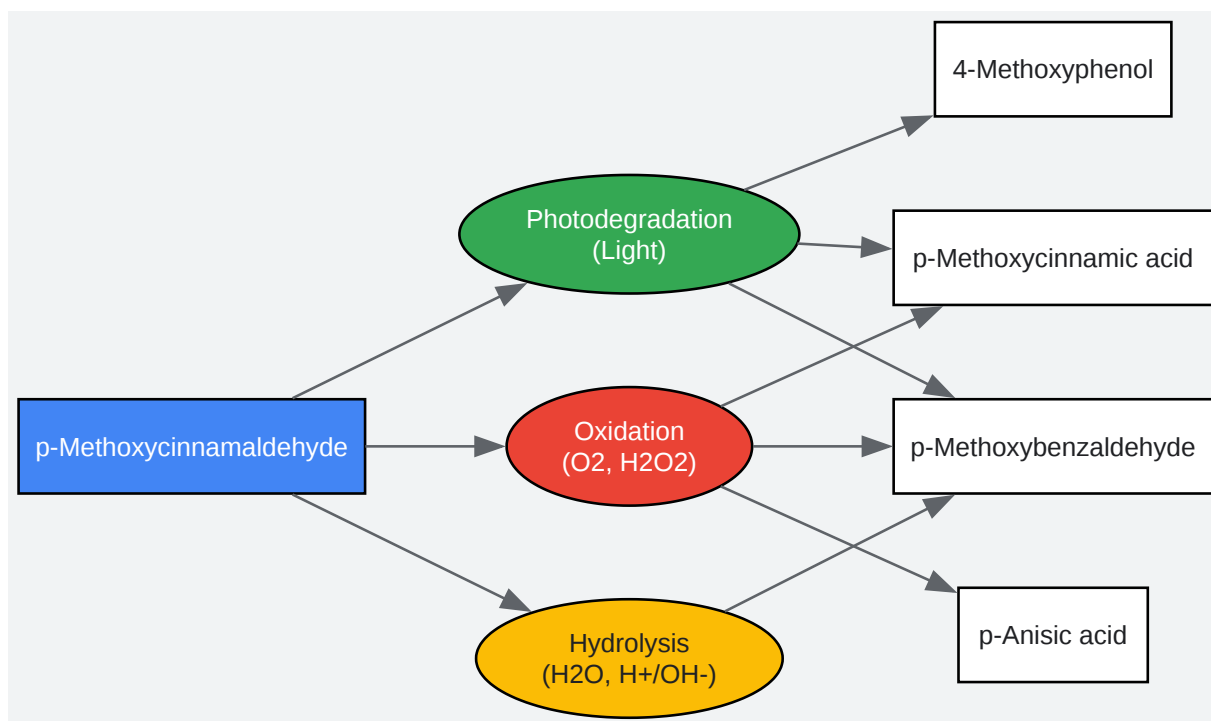 4-Methoxyphenol
Photodegradation
(Light)
p-Methoxycinnamic acid
p-Methoxycinnamaldehyde
Oxidation
(O2, H2O2)
p-Methoxybenzaldehyde
Hydrolysis
(H2O, H+/OH-)
p-Anisic acid